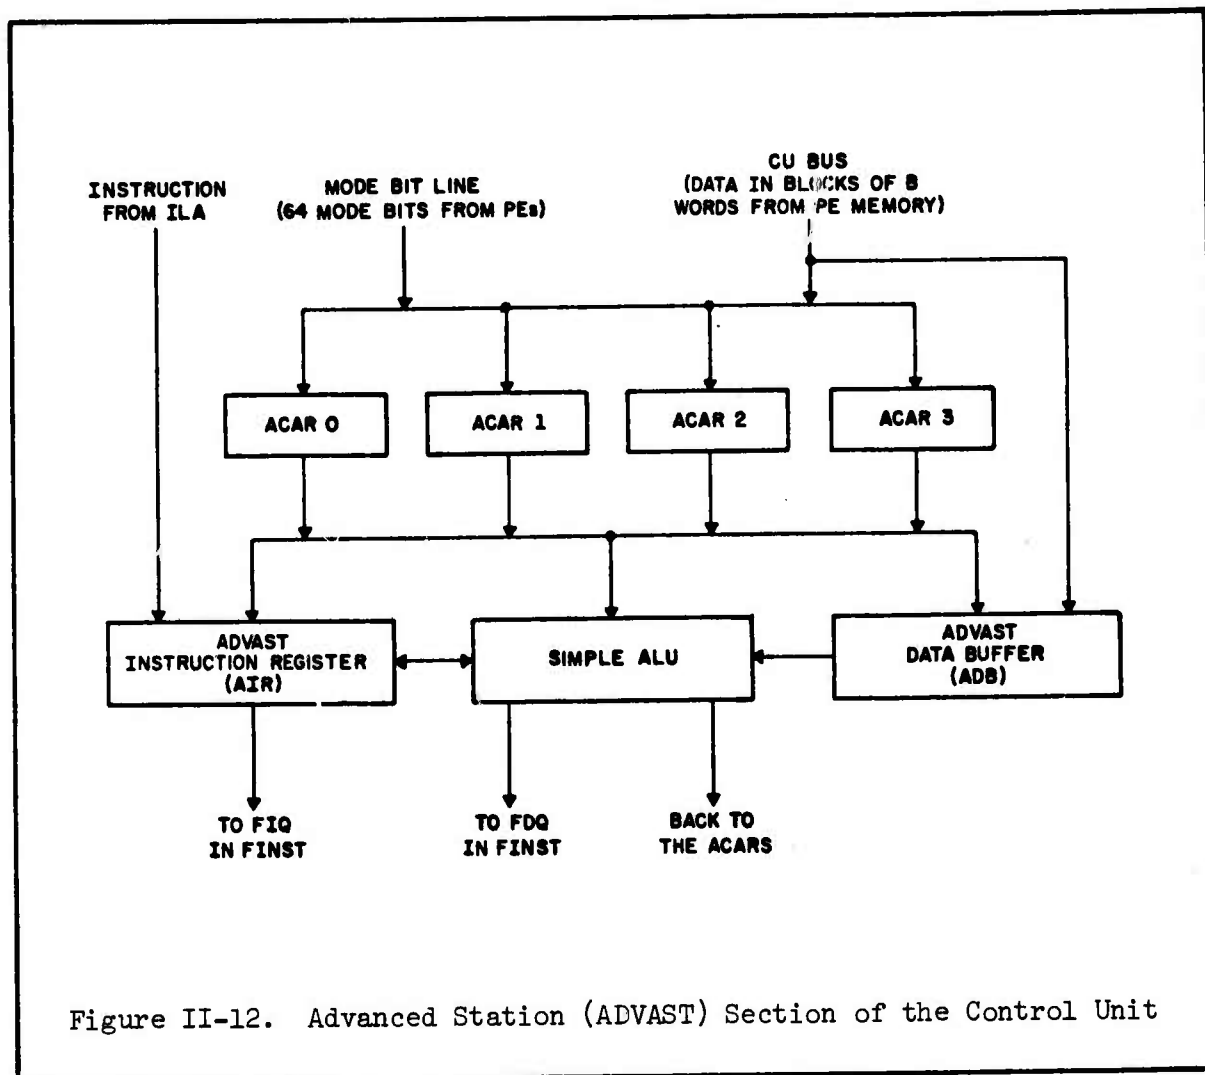 INSTRUCTION
FROM ILA
MODE BIT LINE
(64 MODE BITS FROM PEs)
CU BUS
(DATA IN BLOCKS OF 8
WORDS FROM PE MEMORY)
ACAR 0
ACAR 1
ACAR 2
ACAR 3
ADVAST
INSTRUCTION REGISTER
(AIR)
SIMPLE ALU
ADVAST
DATA BUFFER
(ADB)
TO FIQ
IN FINST
TO FDQ
IN FINST
BACK TO
THE ACARS
Figure II-12. Advanced Station (ADVAST) Section of the Control Unit